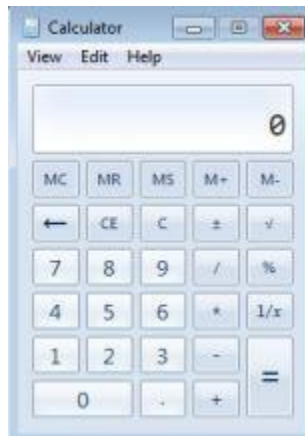 Calculator
View Edit Help
0
MC MR MS M+ M-
← CE C ± √
7 8 9 / %
4 5 6 * 1/x
1 2 3 - =
0 . +